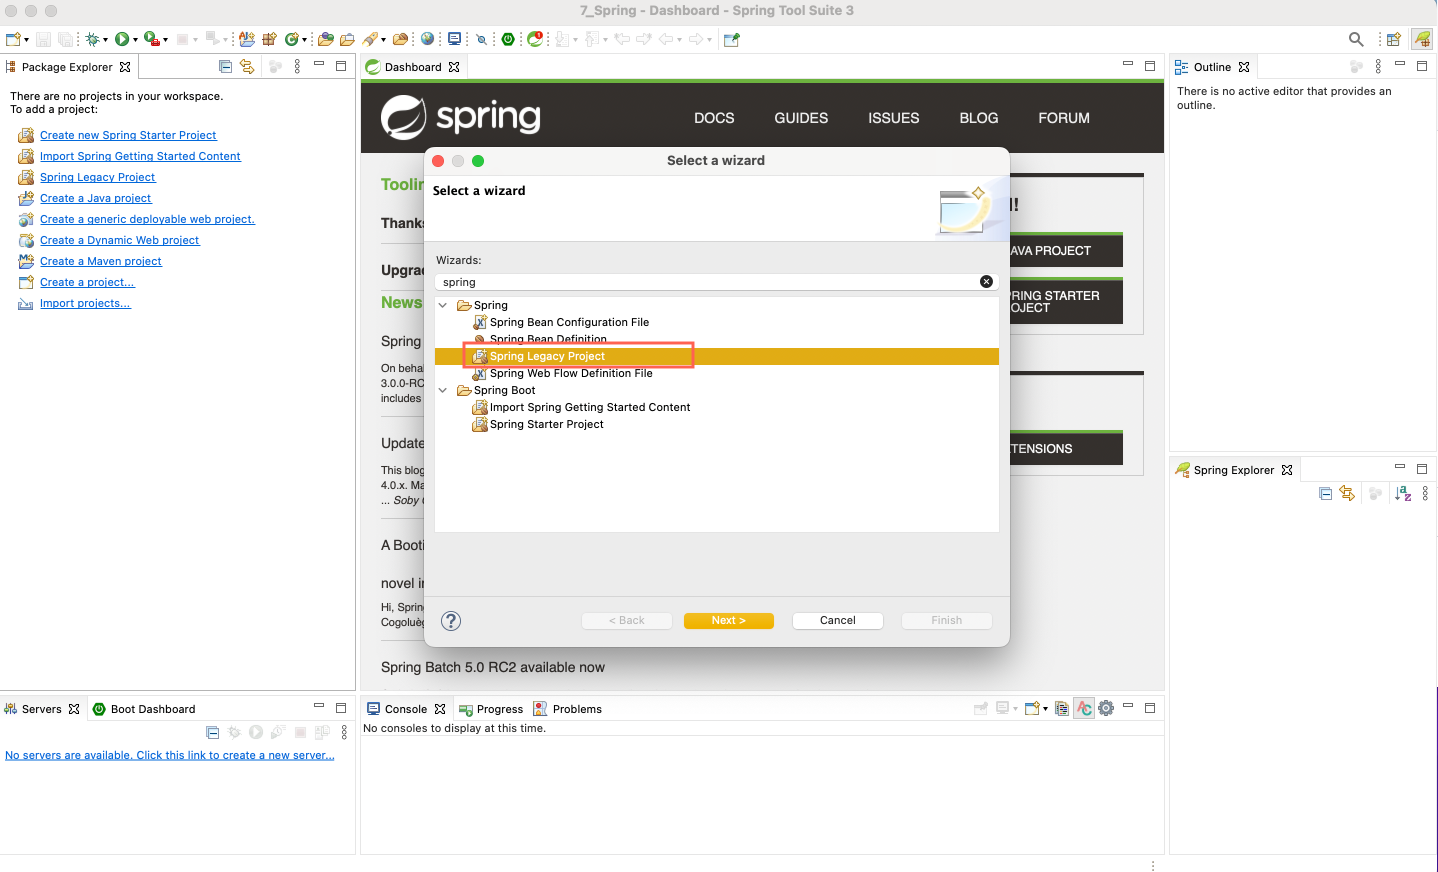 7_Spring - Dashboard - Spring Tool Suite 3
Package Explorer
There are no projects in your workspace.
To add a project:
Create new Spring Starter Project
Import Spring Getting Started Content
Spring Legacy Project
Create a Java project
Create a generic deployable web project.
Create a Dynamic Web project
Create a Maven project
Create a project...
Import projects...
Dashboard
spring
DOCS
GUIDES
ISSUES
BLOG
FORUM
Thanks
News
Spring
On behal
3.0.0-RC
includes
Update
This blog
4.0.x. Ma
... Soby
A Booti
novel in
Hi, Spring
Cogoluèg
Spring Batch 5.0 RC2 available now
AVA PROJECT
PRING STARTER
OJECT
TENSIONS
Select a wizard
Select a wizard
Wizards:
spring
Spring
Spring Bean Configuration File
Spring Bean Definition
Spring Legacy Project
Spring Web Flow Definition File
Spring Boot
Import Spring Getting Started Content
Spring Starter Project
< Back
Next >
Cancel
Finish
Outline
There is no active editor that provides an
outline.
Spring Explorer
Servers
Boot Dashboard
No servers are available. Click this link to create a new server...
Console
Progress
Problems
No consoles to display at this time.